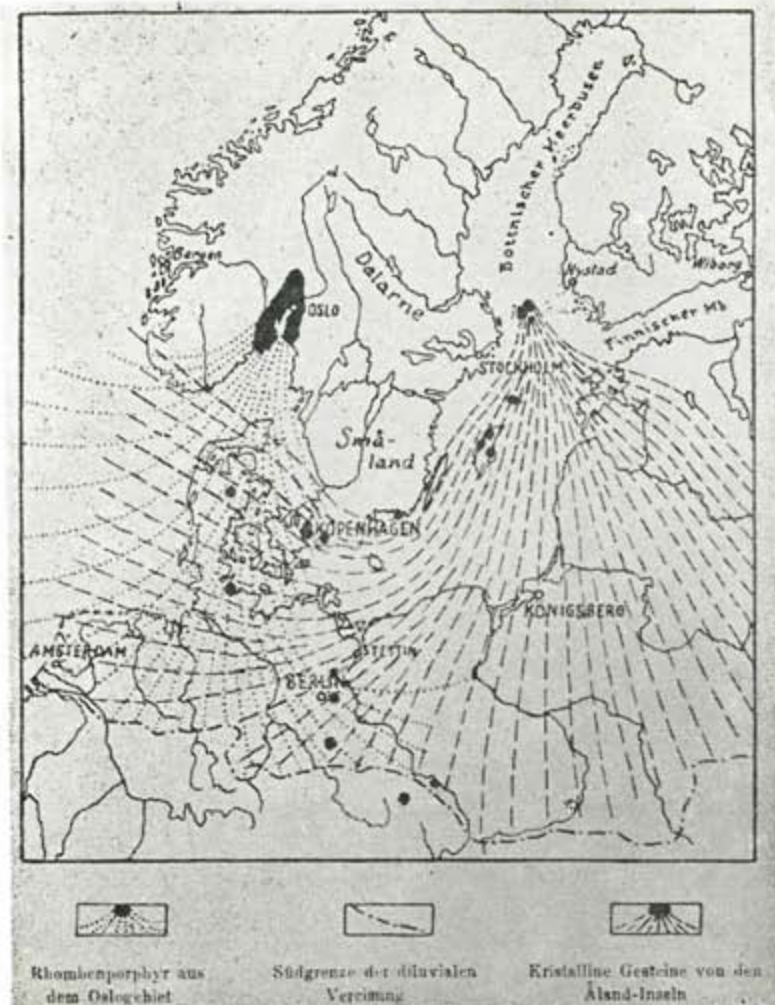 Bottnischer Meerbusen
Bergen
Nystad
Wiborg
OSLO
Dalarne
Finnischer Mb
STOCKHOLM
Små-
land
KOPENHAGEN
KÖNIGSBERG
AMSTERDAM
STETTIN
BERLIN
Rhombenporphyr aus
dem Oslogebiet
Südgrenze der diluvialen
Vereisung
Kristalline Gesteine von den
Åland-Inseln